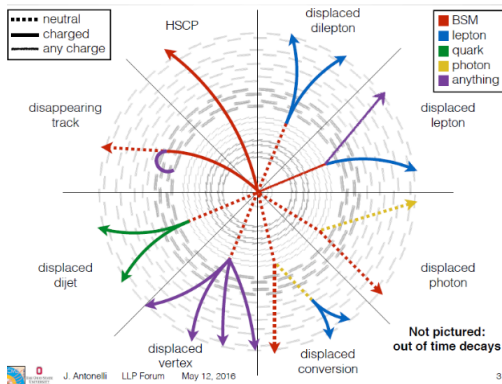 neutral
charged
any charge
HSCP
displaced
dilepton
BSM
lepton
quark
photon
anything
disappearing
track
displaced
lepton
displaced
dijet
displaced
photon
displaced
vertex
displaced
conversion
Not pictured:
out of time decays
J. Antonelli LLP Forum May 12, 2016 3